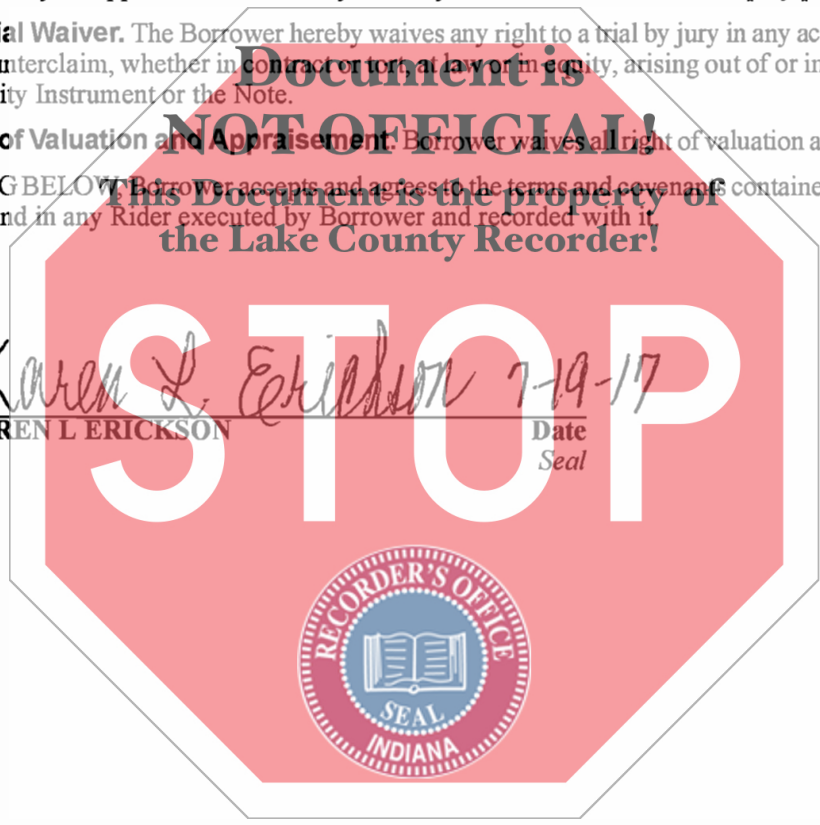 al Waiver. The Borrower hereby waives any right to a trial by jury in any ac
nterclaim, whether in contract or tort, at law or in equity, arising out of or in
ity Instrument or the Note.
of Valuation and Appraisement. Borrower waives all right of valuation a
G BELOW, Borrower accepts and agrees to the terms and covenants containe
nd in any Rider executed by Borrower and recorded with it.
Document is
NOT OFFICIAL!
This Document is the property of
the Lake County Recorder!
STOP
Karen L. Erickson 7-19-17
REN L ERICKSON Date
Seal
RECORDER'S OFFICE
SEAL
INDIANA